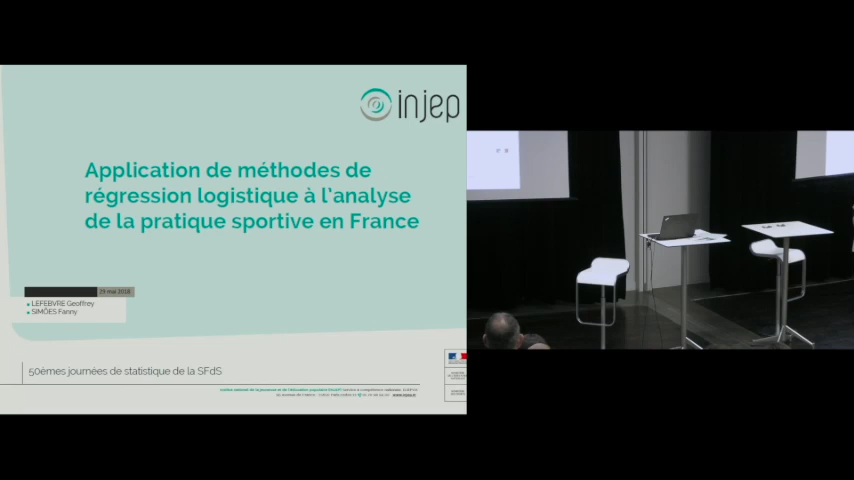 injep
Application de méthodes de
régression logistique à l'analyse
de la pratique sportive en France
29 mai 2018
LEFEBVRE Geoffrey
SIMÕES Fanny
50èmes journées de statistique de la SFdS